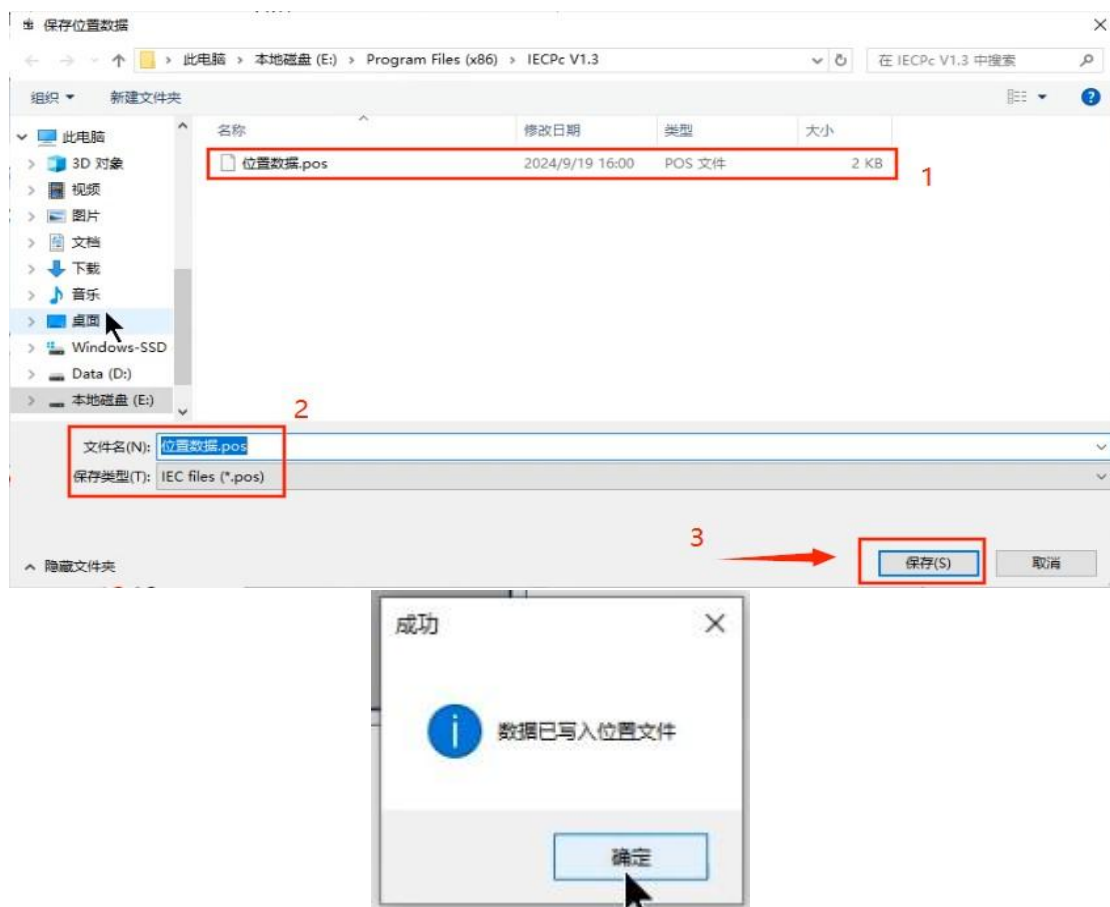 保存位置数据
此电脑 › 本地磁盘 (E:) › Program Files (x86) › IECPc V1.3
在 IECPc V1.3 中搜索
组织 新建文件夹
名称 修改日期 类型 大小
此电脑
3D 对象
位置数据.pos 2024/9/19 16:00 POS 文件 2 KB
1
视频
图片
文档
下载
音乐
桌面
Windows-SSD
Data (D:)
本地磁盘 (E:)
2
文件名(N): 位置数据.pos
保存类型(T): IEC files (*.pos)
3
隐藏文件夹
保存(S) 取消
成功
数据已写入位置文件
确定